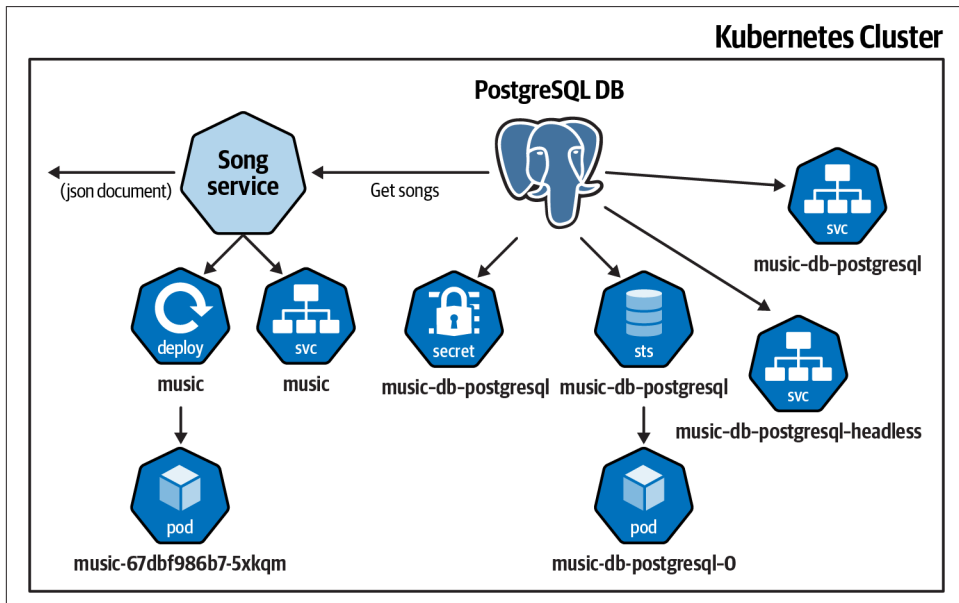 Kubernetes Cluster
PostgreSQL DB
Song
service
(json document)
Get songs
svc
music-db-postgresql
deploy
music
svc
music
secret
music-db-postgresql
sts
music-db-postgresql
svc
music-db-postgresql-headless
pod
music-67dbf986b7-5xkqm
pod
music-db-postgresql-0